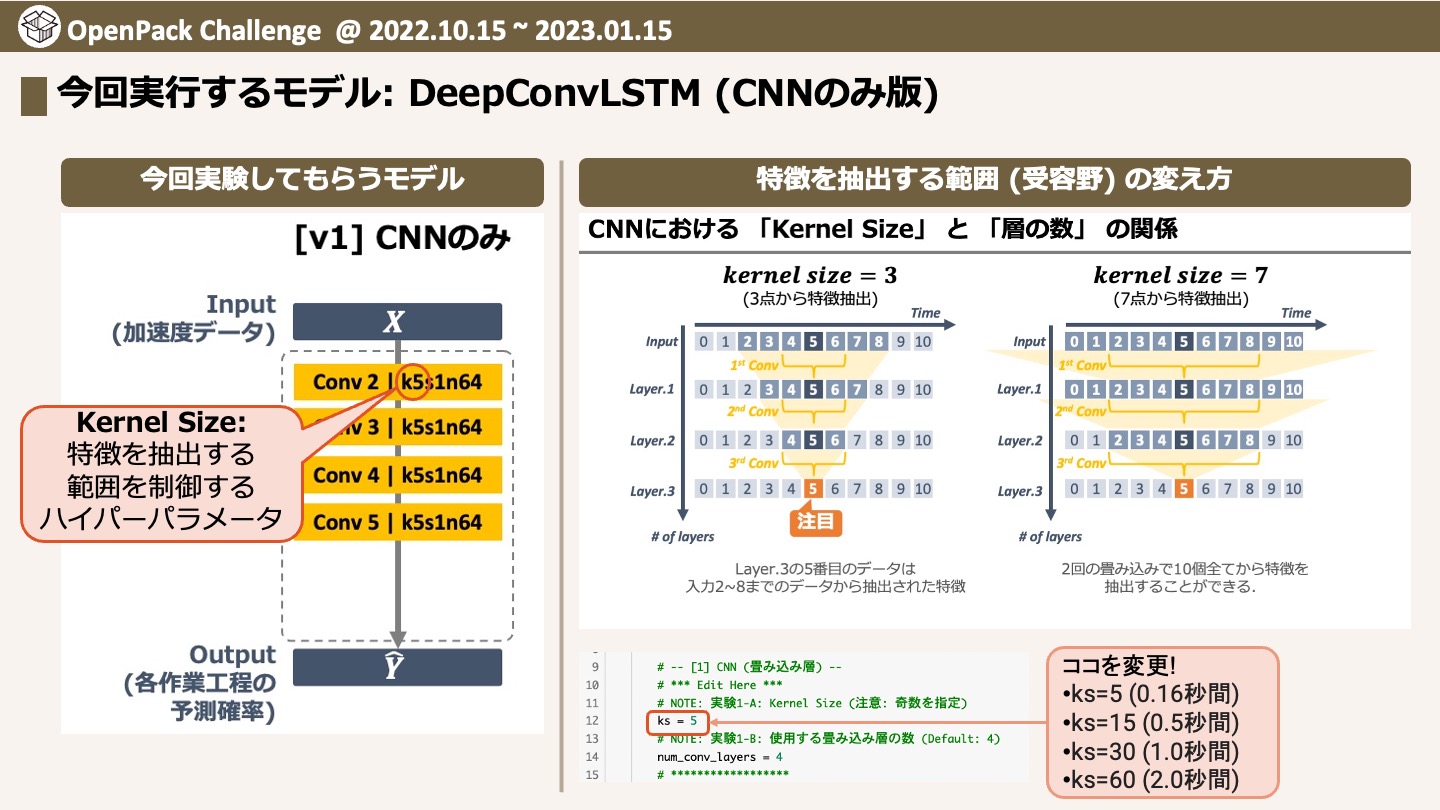 OpenPack Challenge @ 2022.10.15 ~ 2023.01.15
今回実行するモデル: DeepConvLSTM (CNNのみ版)
今回実験してもらうモデル
[v1] CNNのみ
Input
(加速度データ)
X
Conv 2 | k5s1n64
v 3 | k5s1n64
Conv 4 | k5s1n64
Conv 5 | k5s1n64
Kernel Size:
特徴を抽出する
範囲を制御する
ハイパーパラメータ
Output
(各作業工程の
予測確率)
Ŷ
特徴を抽出する範囲 (受容野) の変え方
CNNにおける 「Kernel Size」 と 「層の数」 の関係
kernel size = 3
(3点から特徴抽出)
Time
Input 0 1 2 3 4 5 6 7 8 9 10
1st Conv
Layer.1 0 1 2 3 4 5 6 7 8 9 10
2nd Conv
Layer.2 0 1 2 3 4 5 6 7 8 9 10
3rd Conv
Layer.3 0 1 2 3 4 5 6 7 8 9 10
注目
# of layers
Layer.3の5番目のデータは
入力2~8までのデータから抽出された特徴
kernel size = 7
(7点から特徴抽出)
Time
Input 0 1 2 3 4 5 6 7 8 9 10
1st Conv
Layer.1 0 1 2 3 4 5 6 7 8 9 10
2nd Conv
Layer.2 0 1 2 3 4 5 6 7 8 9 10
3rd Conv
Layer.3 0 1 2 3 4 5 6 7 8 9 10
# of layers
2回の畳み込みで10個全てから特徴を
抽出することができる.
9 # -- [1] CNN (畳み込み層) --
10 # *** Edit Here ***
11 # NOTE: 実験1-A: Kernel Size (注意: 奇数を指定)
12 ks = 5
13 # NOTE: 実験1-B: 使用する畳み込み層の数 (Default: 4)
14 num_conv_layers = 4
15 # ******************
ココを変更!
•ks=5 (0.16秒間)
•ks=15 (0.5秒間)
•ks=30 (1.0秒間)
•ks=60 (2.0秒間)